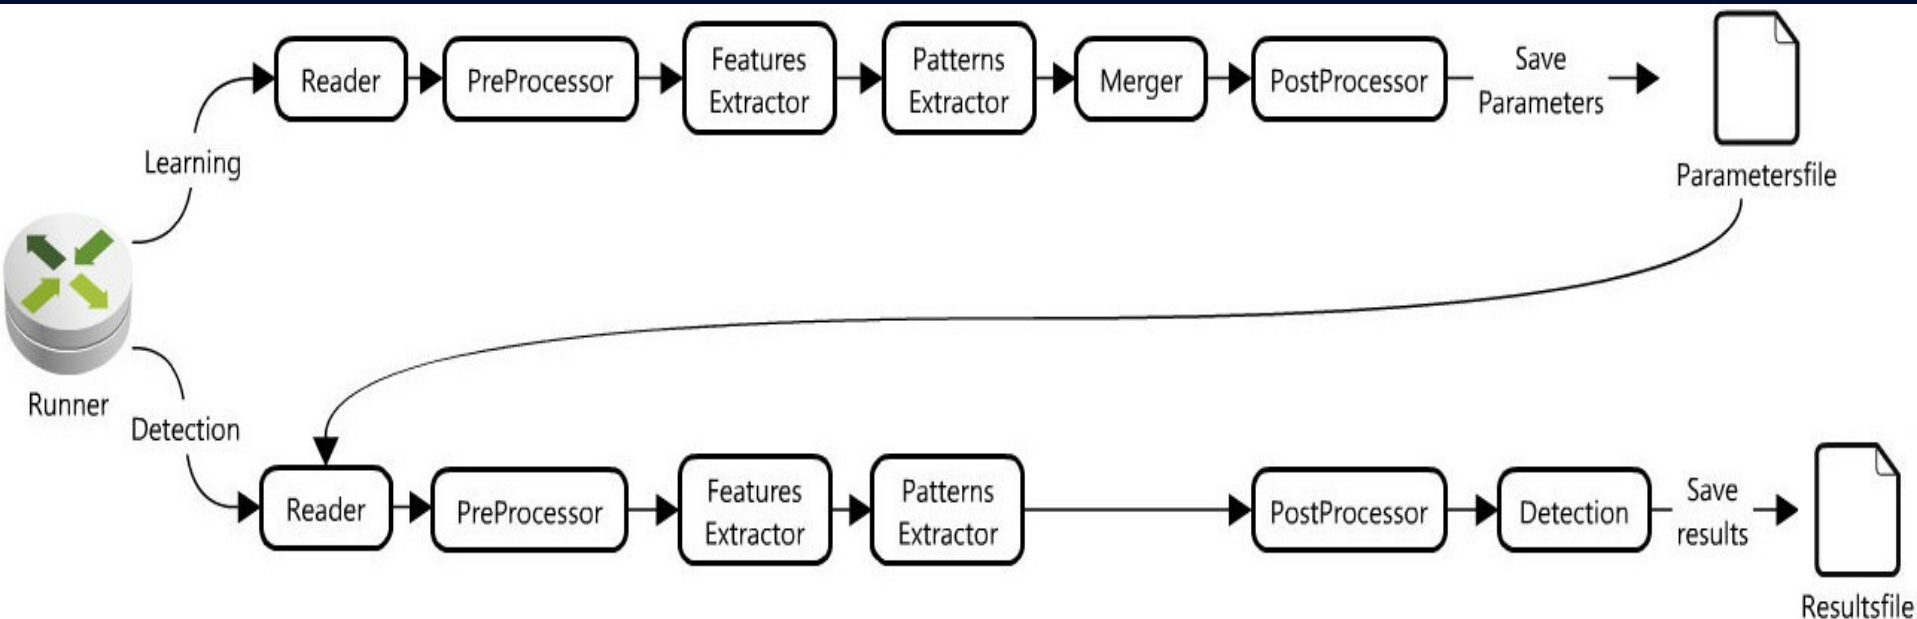 Reader
PreProcessor
Features
Extractor
Patterns
Extractor
Merger
PostProcessor
Save
Parameters
Parametersfile
Learning
Runner
Detection
Reader
PreProcessor
Features
Extractor
Patterns
Extractor
PostProcessor
Detection
Save
results
Resultsfile